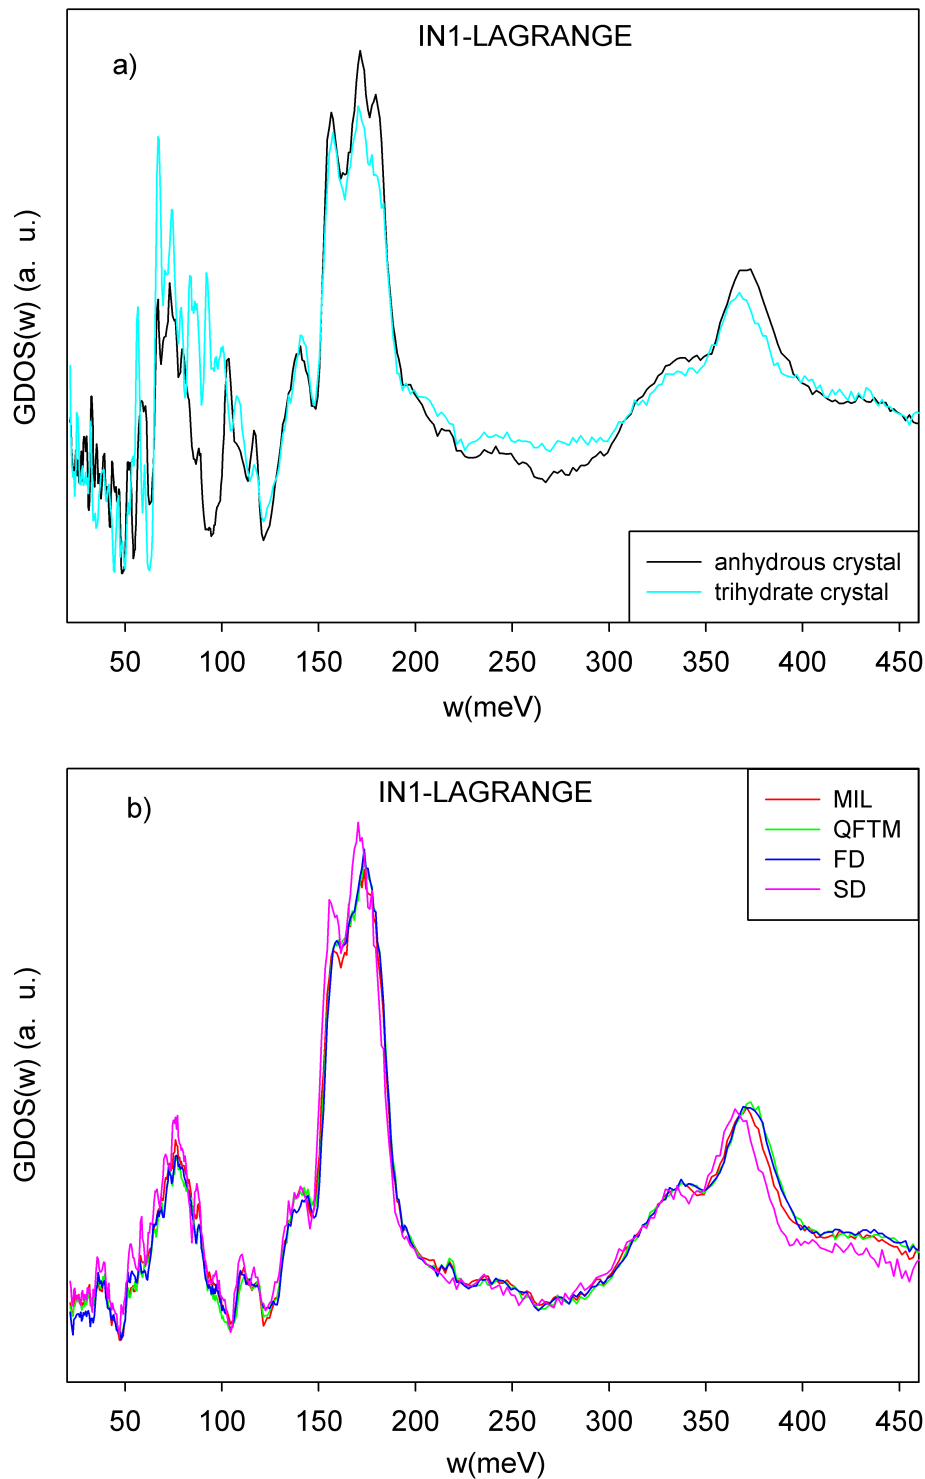 IN1-LAGRANGE
a)
GDOS(w) (a. u.)
anhydrous crystal
trihydrate crystal
50 100 150 200 250 300 350 400 450
w(meV)
IN1-LAGRANGE
b)
MIL
QFTM
FD
SD
GDOS(w) (a. u.)
50 100 150 200 250 300 350 400 450
w(meV)